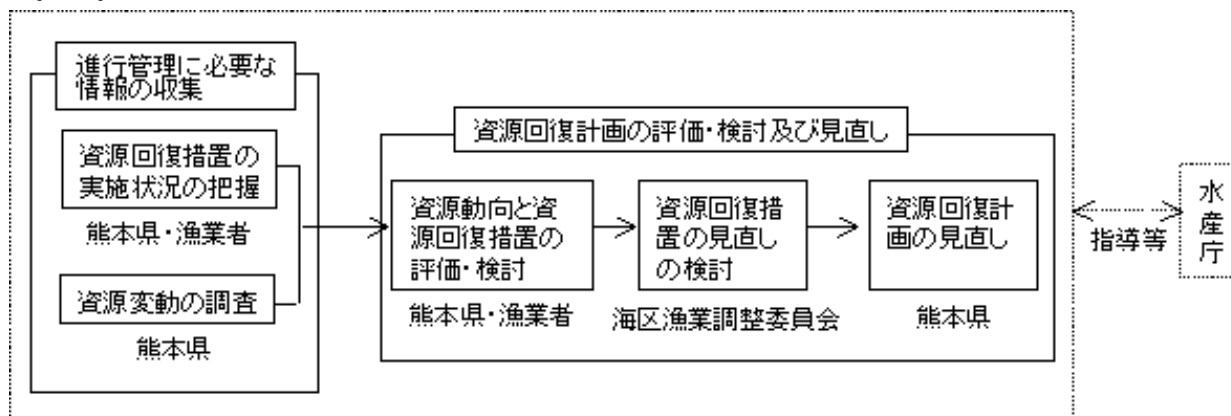 進行管理に必要な
情報の収集
資源回復措置の
実施状況の把握
熊本県・漁業者
資源変動の調査
熊本県
資源回復計画の評価・検討及び見直し
資源動向と資
源回復措置の
評価・検討
熊本県・漁業者
資源回復措
置の見直し
の検討
海区漁業調整委員会
資源回復計
画の見直し
熊本県
指導等
水
産
庁